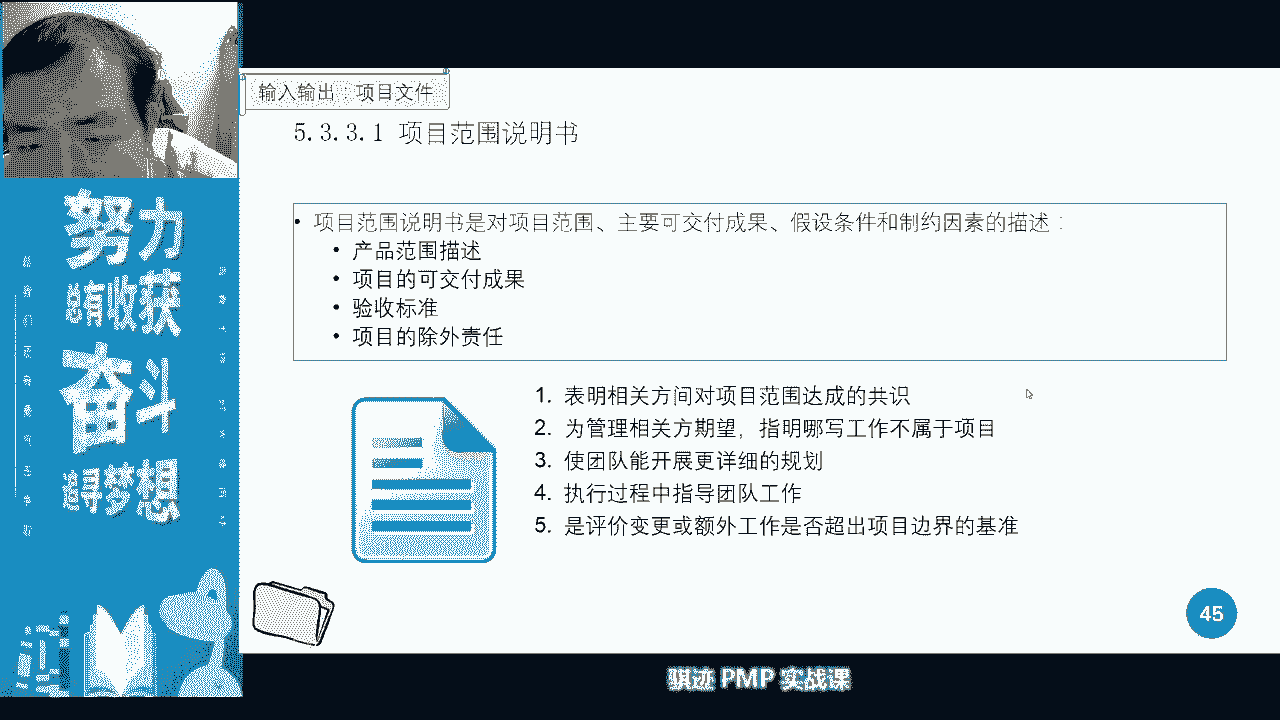 输入输出：项目文件
5.3.3.1 项目范围说明书
• 项目范围说明书是对项目范围、主要可交付成果、假设条件和制约因素的描述：
• 产品范围描述
• 项目的可交付成果
• 验收标准
• 项目的除外责任
1. 表明相关方间对项目范围达成的共识
2. 为管理相关方期望，指明哪写工作不属于项目
3. 使团队能开展更详细的规划
4. 执行过程中指导团队工作
5. 是评价变更或额外工作是否超出项目边界的基准
45
努力
总有收获
奋斗
追寻梦想
骐迹 PMP 实战课